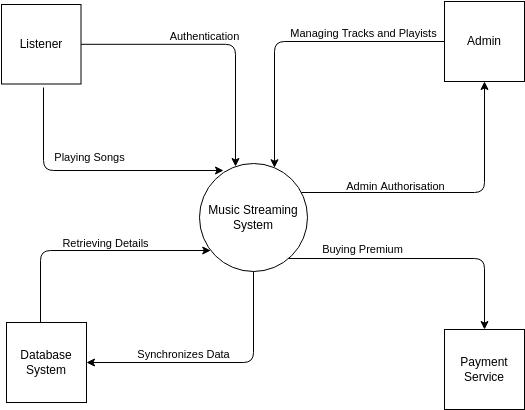 Listener
Authentication
Managing Tracks and Playists
Admin
Playing Songs
Admin Authorisation
Music Streaming
System
Retrieving Details
Buying Premium
Database
System
Synchronizes Data
Payment
Service